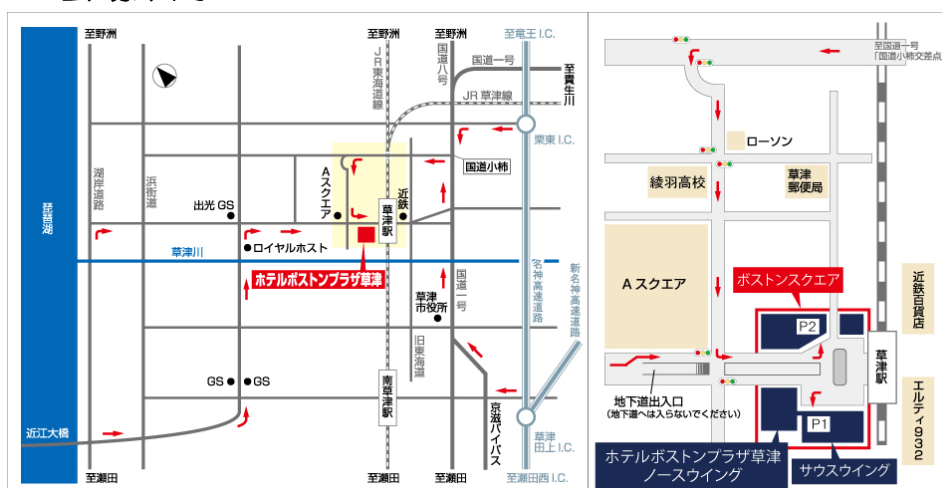 至野洲
至野洲
至野洲
至竜王 I.C.
国道八号
国道一号
至貴生川
JR東海道線
JR 草津線
栗東 I.C.
国道小柿
湖岸道路
浜街道
Aスクエア
近鉄
出光 GS
草津駅
琵琶湖
ロイヤルホスト
草津川
ホテルボストンプラザ草津
名神高速道路
新名神高速道路
国道一号
草津
市役所
旧東海道
GS
GS
南草津駅
京滋バイパス
近江大橋
草津
田上 I.C.
至瀬田
至瀬田
至瀬田
至瀬田西 I.C.
至国道一号
「国道小柿交差点」
ローソン
綾羽高校
草津
郵便局
Aスクエア
ボストンスクエア
近鉄百貨店
P2
草津駅
地下道出入口
(地下道へは入らないでください)
P1
エルティ932
ホテルボストンプラザ草津
ノースウイング
サウスウイング